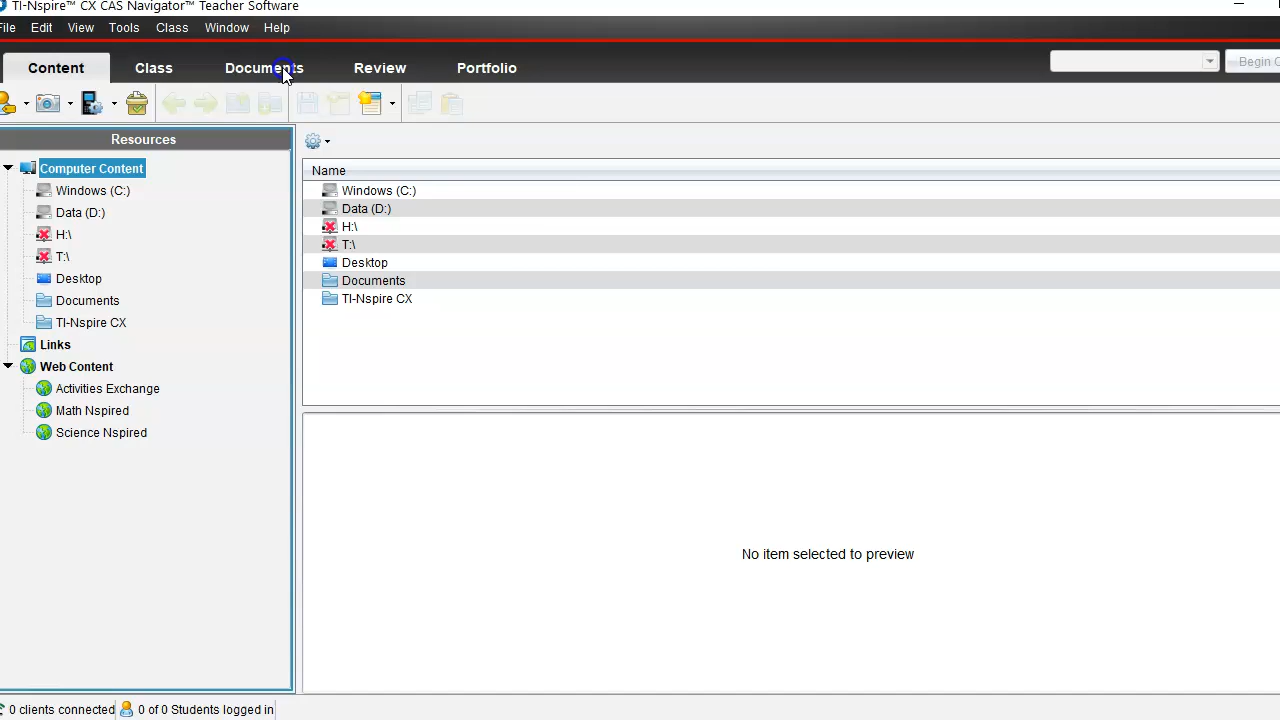 TI-Nspire™ CX CAS Navigator™ Teacher Software
File Edit View Tools Class Window Help
Content Class Documents Review Portfolio
Begin
Resources
Computer Content
Windows (C:)
Data (D:)
H:\
T:\
Desktop
Documents
TI-Nspire CX
Links
Web Content
Activities Exchange
Math Nspired
Science Nspired
Name
Windows (C:)
Data (D:)
H:\
T:\
Desktop
Documents
TI-Nspire CX
No item selected to preview
0 clients connected 0 of 0 Students logged in